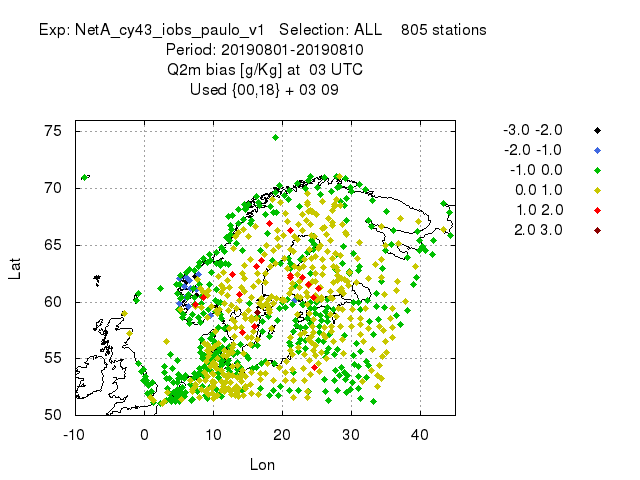 Exp: NetA_cy43_iobs_paulo_v1 Selection: ALL 805 stations
Period: 20190801-20190810
Q2m bias [g/Kg] at 03 UTC
Used {00,18} + 03 09
-3.0 -2.0
-2.0 -1.0
-1.0 0.0
0.0 1.0
1.0 2.0
2.0 3.0
75
70
65
60
55
50
Lat
-10 0 10 20 30 40
Lon